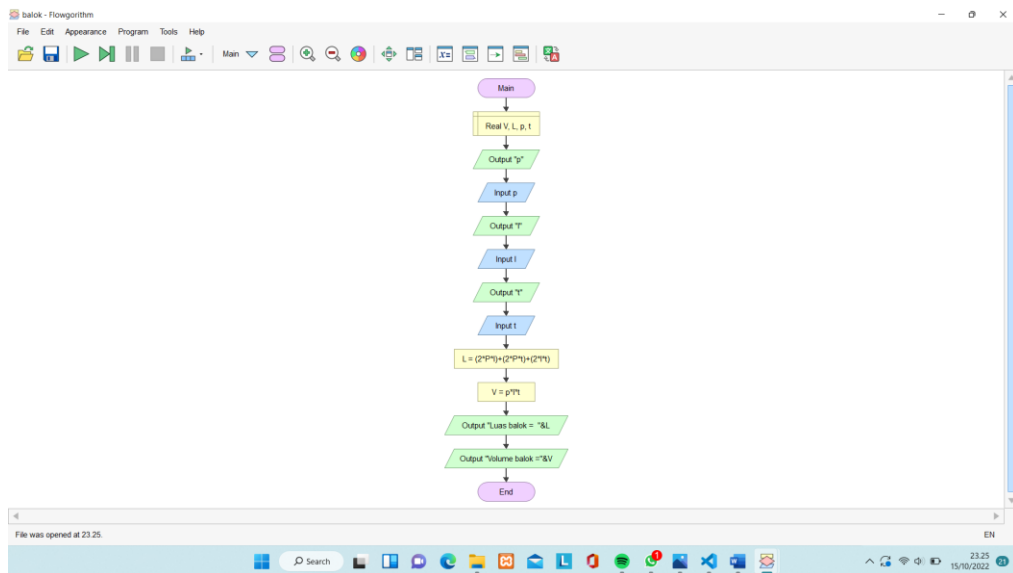 balok - Flowgorithm
File Edit Appearance Program Tools Help
Main
Main
Real V, L, p, t
Output "p"
Input p
Output "l"
Input l
Output "t"
Input t
L = (2*P*l)+(2*P*t)+(2*l*t)
V = p*l*t
Output "Luas balok = "&L
Output "Volume balok ="&V
End
File was opened at 23.25.
EN
Search
1
23.25
15/10/2022
21